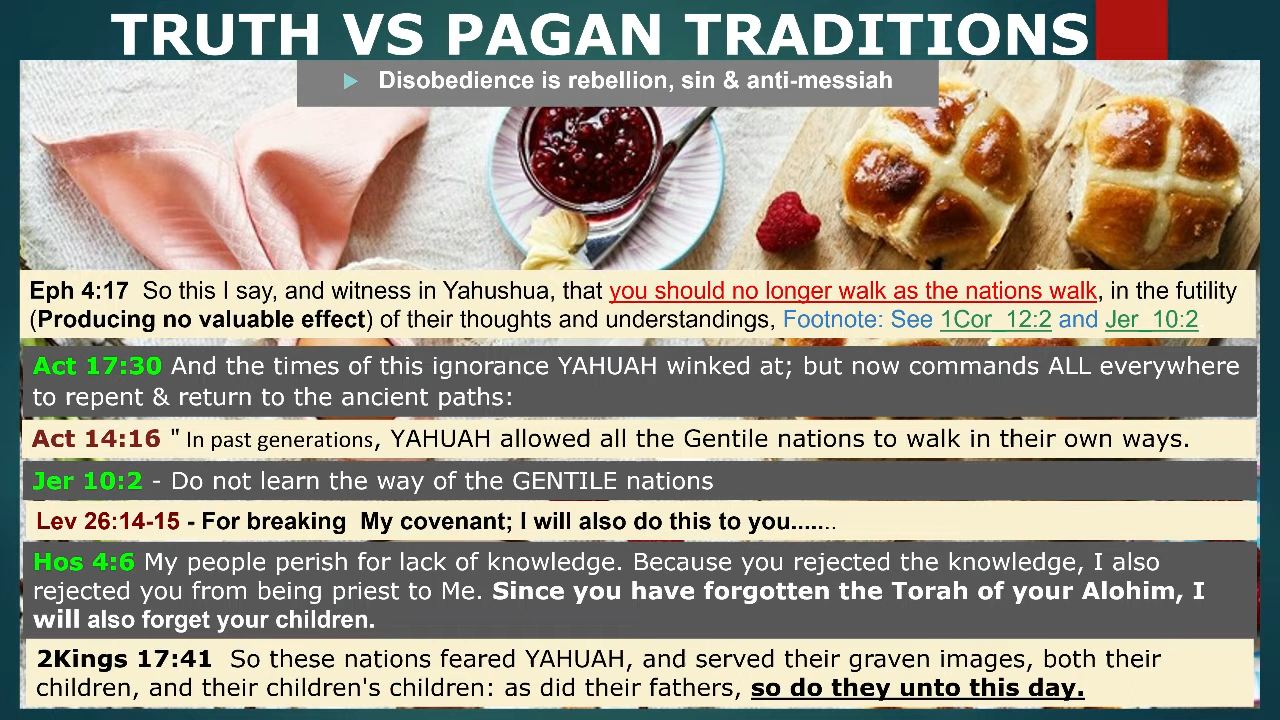 TRUTH VS PAGAN TRADITIONS
Disobedience is rebellion, sin & anti-messiah
Eph 4:17 So this I say, and witness in Yahushua, that you should no longer walk as the nations walk, in the futility
(Producing no valuable effect) of their thoughts and understandings, Footnote: See 1Cor_12:2 and Jer_10:2
Act 17:30 And the times of this ignorance YAHUAH winked at; but now commands ALL everywhere
to repent & return to the ancient paths:
Act 14:16 " In past generations, YAHUAH allowed all the Gentile nations to walk in their own ways.
Jer 10:2 - Do not learn the way of the GENTILE nations
Lev 26:14-15 - For breaking My covenant; I will also do this to you.......
Hos 4:6 My people perish for lack of knowledge. Because you rejected the knowledge, I also
rejected you from being priest to Me. Since you have forgotten the Torah of your Alohim, I
will also forget your children.
2Kings 17:41 So these nations feared YAHUAH, and served their graven images, both their
children, and their children's children: as did their fathers, so do they unto this day.